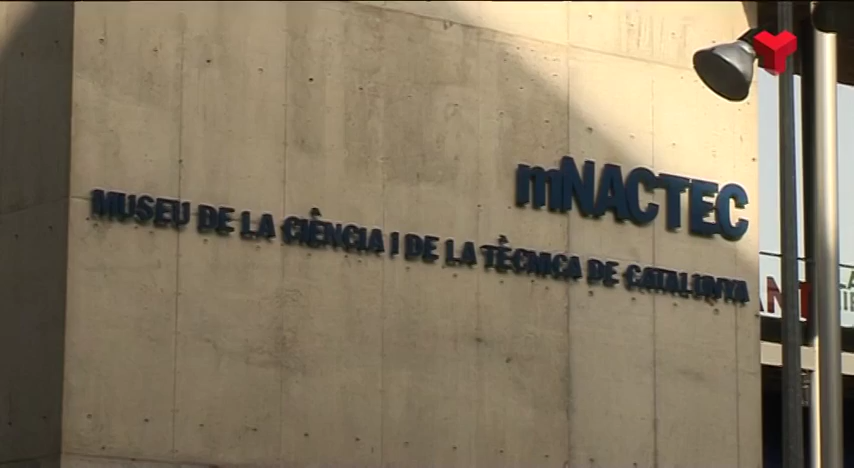 mNACTEC
MUSEU DE LA CIÈNCIA I DE LA TÈCNICA DE CATALUNYA